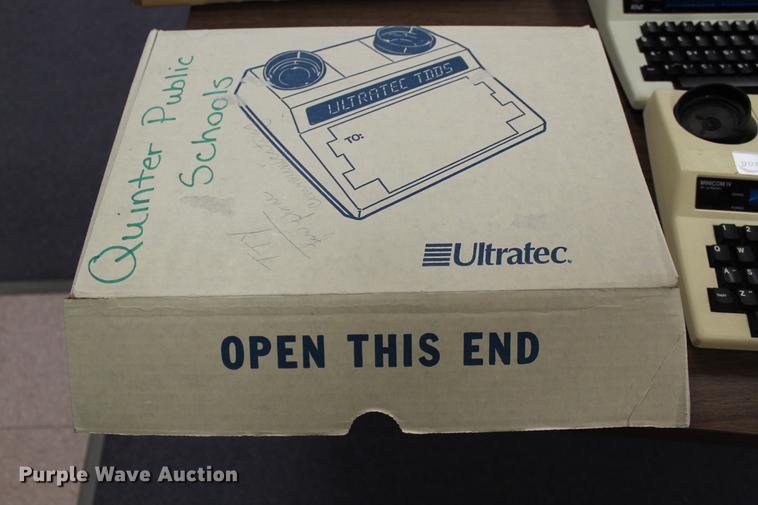 Quinter Public
Schools
ULTRATEC TDDS
TO:
TTY
Ultratec.
OPEN THIS END
MINICOM IV
Purple Wave Auction